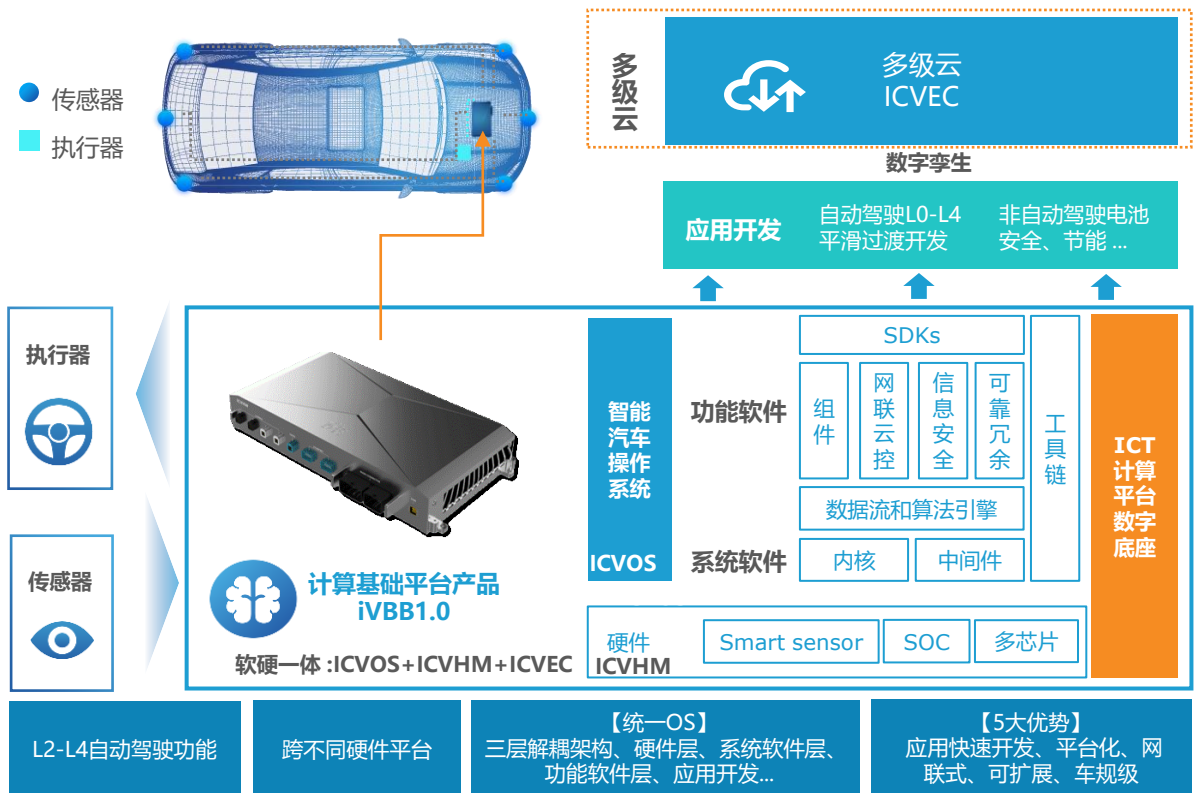 传感器
执行器
多级云
多级云
ICVEC
数字孪生
应用开发
自动驾驶L0-L4
平滑过渡开发
非自动驾驶电池
安全、节能 ...
执行器
传感器
计算基础平台产品
iVBB1.0
软硬一体 :ICVOS+ICVHM+ICVEC
智能
汽车
操作
系统
ICVOS
功能软件
系统软件
SDKs
组件
网联云控
信息安全
可靠冗余
数据流和算法引擎
内核
中间件
工具链
硬件
ICVHM
Smart sensor
SOC
多芯片
ICT
计算
平台
数字
底座
L2-L4自动驾驶功能
跨不同硬件平台
【统一OS】
三层解耦架构、硬件层、系统软件层、
功能软件层、应用开发...
【5大优势】
应用快速开发、平台化、网
联式、可扩展、车规级